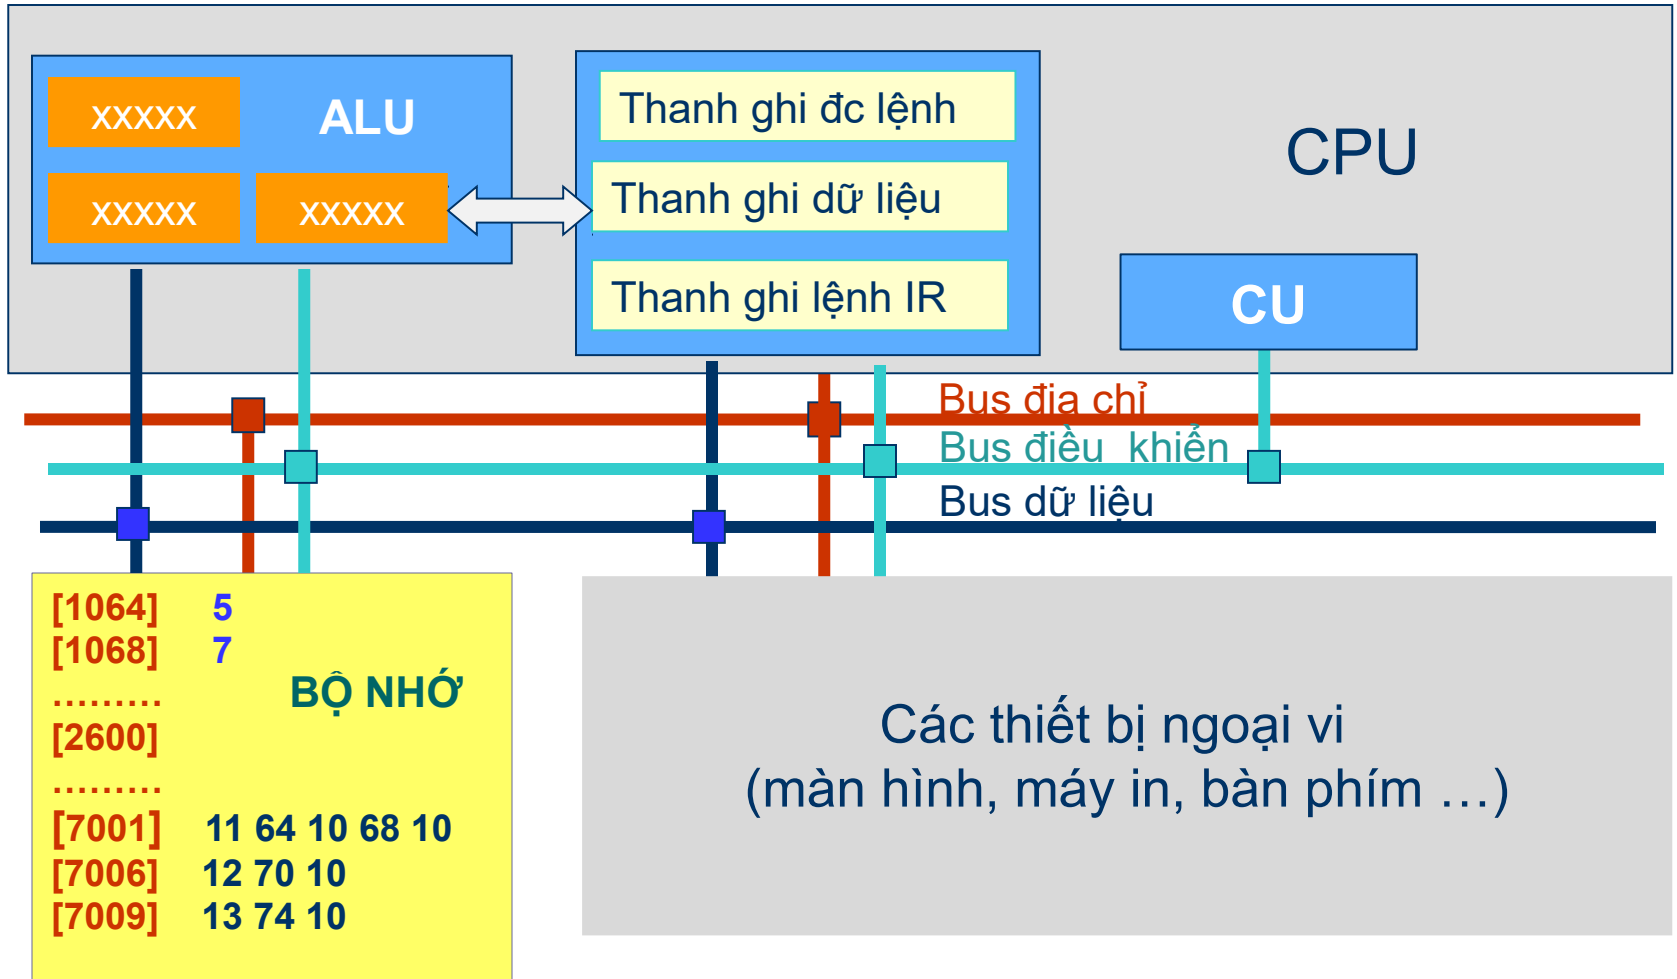 xxxxx
ALU
xxxxx
xxxxx
Thanh ghi đc lệnh
Thanh ghi dữ liệu
Thanh ghi lệnh IR
CPU
CU
Bus địa chỉ
Bus điều khiển
Bus dữ liệu
[1064] 5
[1068] 7
.........
BỘ NHỚ
[2600]
.........
[7001] 11 64 10 68 10
[7006] 12 70 10
[7009] 13 74 10
Các thiết bị ngoại vi
(màn hình, máy in, bàn phím …)